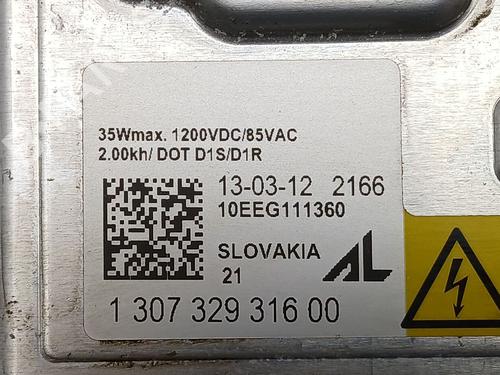 35Wmax. 1200VDC/85VAC
2.00kh/ DOT D1S/D1R
13-03-12 2166
10EEG111360
SLOVAKIA AL
21
1 307 329 316 00